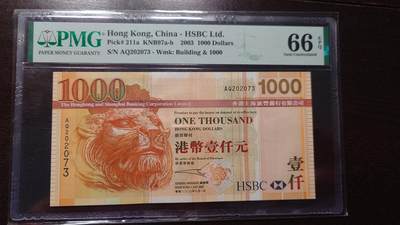 PMG
PAPER MONEY GUARANTY
Hong Kong, China - HSBC Ltd.
Pick# 211a KNB97a-b 2003 1000 Dollars
S/N AQ202073 - Wmk: Building & 1000
66 EPQ
1000
AQ202073
1000
The Hongkong and Shanghai Banking Corporation Limited
香港上海滙豐銀行有限公司
ONE THOUSAND
HONG KONG DOLLARS
港幣壹仟元
壹仟
AQ202073
HSBC